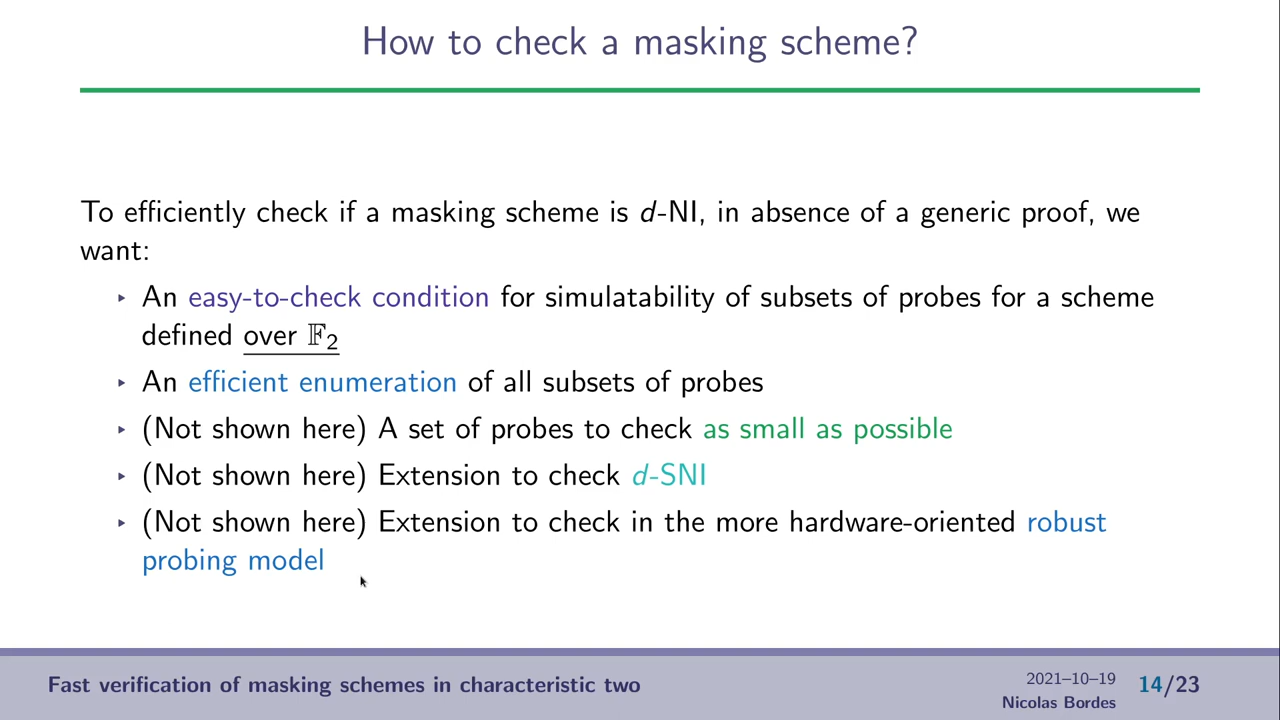 How to check a masking scheme?
To efficiently check if a masking scheme is d-NI, in absence of a generic proof, we
want:
‣ An easy-to-check condition for simulatability of subsets of probes for a scheme
defined over 𝔽₂
‣ An efficient enumeration of all subsets of probes
‣ (Not shown here) A set of probes to check as small as possible
‣ (Not shown here) Extension to check d-SNI
‣ (Not shown here) Extension to check in the more hardware-oriented robust
probing model
Fast verification of masking schemes in characteristic two
2021–10–19
Nicolas Bordes
14/23